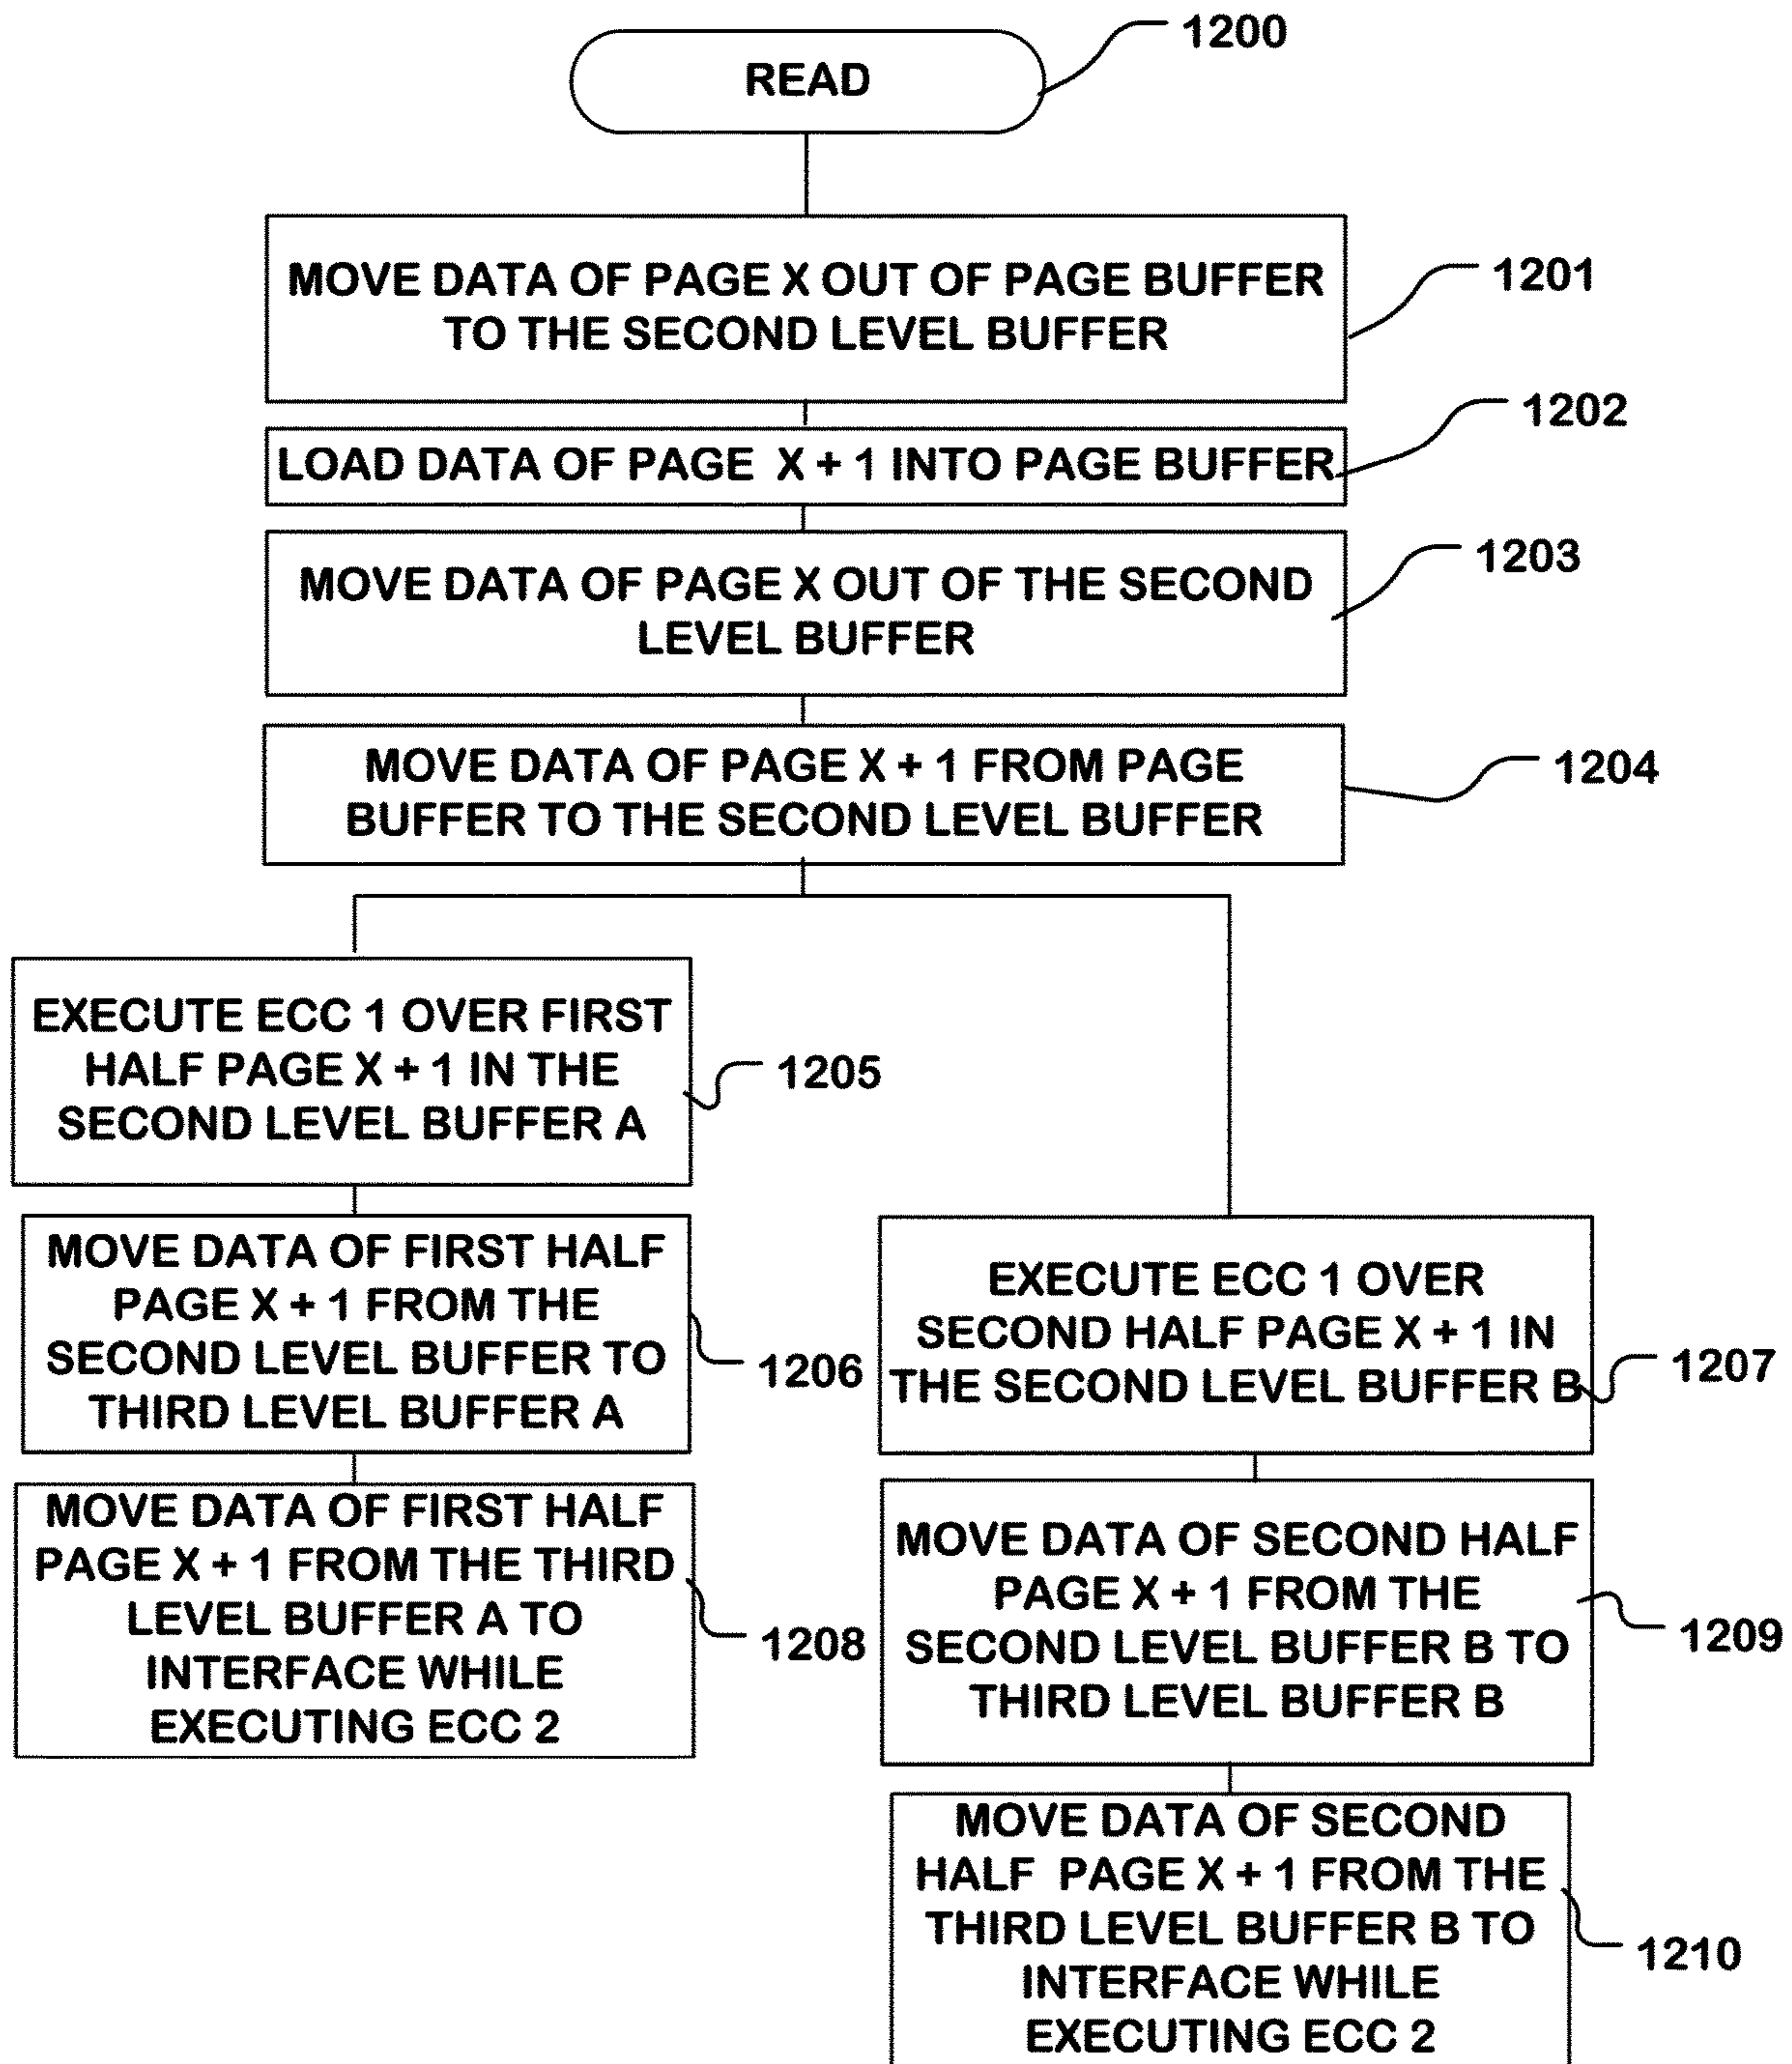 READ
1200
MOVE DATA OF PAGE X OUT OF PAGE BUFFER
TO THE SECOND LEVEL BUFFER
1201
LOAD DATA OF PAGE X + 1 INTO PAGE BUFFER
1202
MOVE DATA OF PAGE X OUT OF THE SECOND
LEVEL BUFFER
1203
MOVE DATA OF PAGE X + 1 FROM PAGE
BUFFER TO THE SECOND LEVEL BUFFER
1204
EXECUTE ECC 1 OVER FIRST
HALF PAGE X + 1 IN THE
SECOND LEVEL BUFFER A
1205
MOVE DATA OF FIRST HALF
PAGE X + 1 FROM THE
SECOND LEVEL BUFFER TO
THIRD LEVEL BUFFER A
1206
EXECUTE ECC 1 OVER
SECOND HALF PAGE X + 1 IN
THE SECOND LEVEL BUFFER B
1207
MOVE DATA OF FIRST HALF
PAGE X + 1 FROM THE THIRD
LEVEL BUFFER A TO
INTERFACE WHILE
EXECUTING ECC 2
1208
MOVE DATA OF SECOND HALF
PAGE X + 1 FROM THE
SECOND LEVEL BUFFER B TO
THIRD LEVEL BUFFER B
1209
MOVE DATA OF SECOND
HALF PAGE X + 1 FROM THE
THIRD LEVEL BUFFER B TO
INTERFACE WHILE
EXECUTING ECC 2
1210